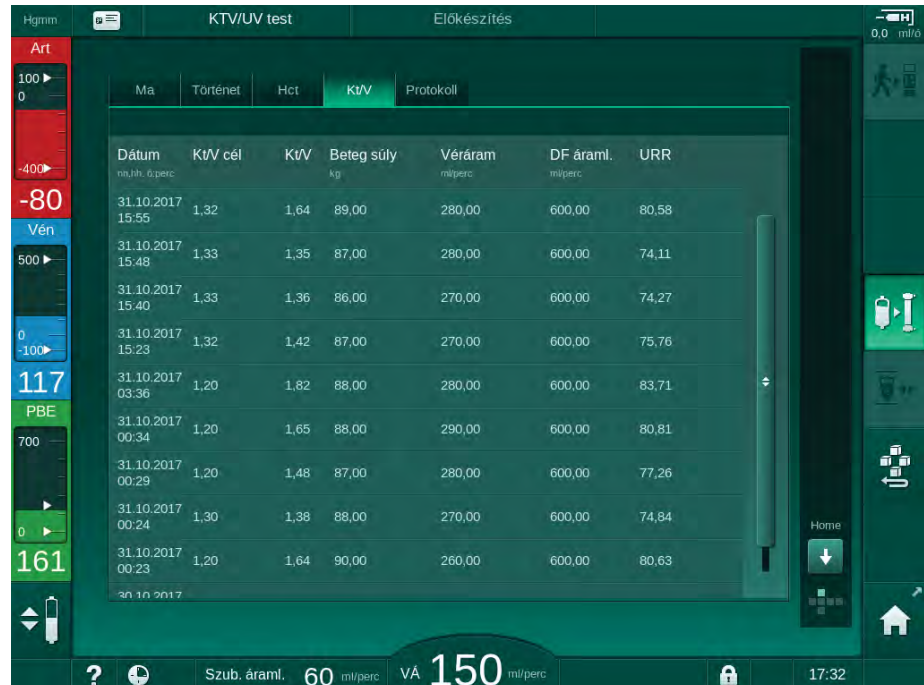 Hgmm KTV/UV test Előkészítés 0,0 ml/ó
Art
100
0
-400
-80
Vén
500
0
-100
117
PBE
700
0
161
Ma Történet Hct Kt/V Protokoll
Dátum Kt/V cél Kt/V Beteg súly Véráram DF áraml. URR
nn,hh. ó:perc kg ml/perc ml/perc
31.10.2017 15:55 1,32 1,64 89,00 280,00 600,00 80,58
31.10.2017 15:48 1,33 1,35 87,00 280,00 600,00 74,11
31.10.2017 15:40 1,33 1,36 86,00 270,00 600,00 74,27
31.10.2017 15:23 1,32 1,42 87,00 270,00 600,00 75,76
31.10.2017 03:36 1,20 1,82 88,00 280,00 600,00 83,71
31.10.2017 00:34 1,20 1,65 88,00 290,00 600,00 80,81
31.10.2017 00:29 1,20 1,48 87,00 280,00 600,00 77,26
31.10.2017 00:24 1,30 1,38 88,00 270,00 600,00 74,84
31.10.2017 00:23 1,20 1,64 90,00 260,00 600,00 80,63
30.10.2017
Home
? Szub. áraml. 60 ml/perc VÁ 150 ml/perc 17:32